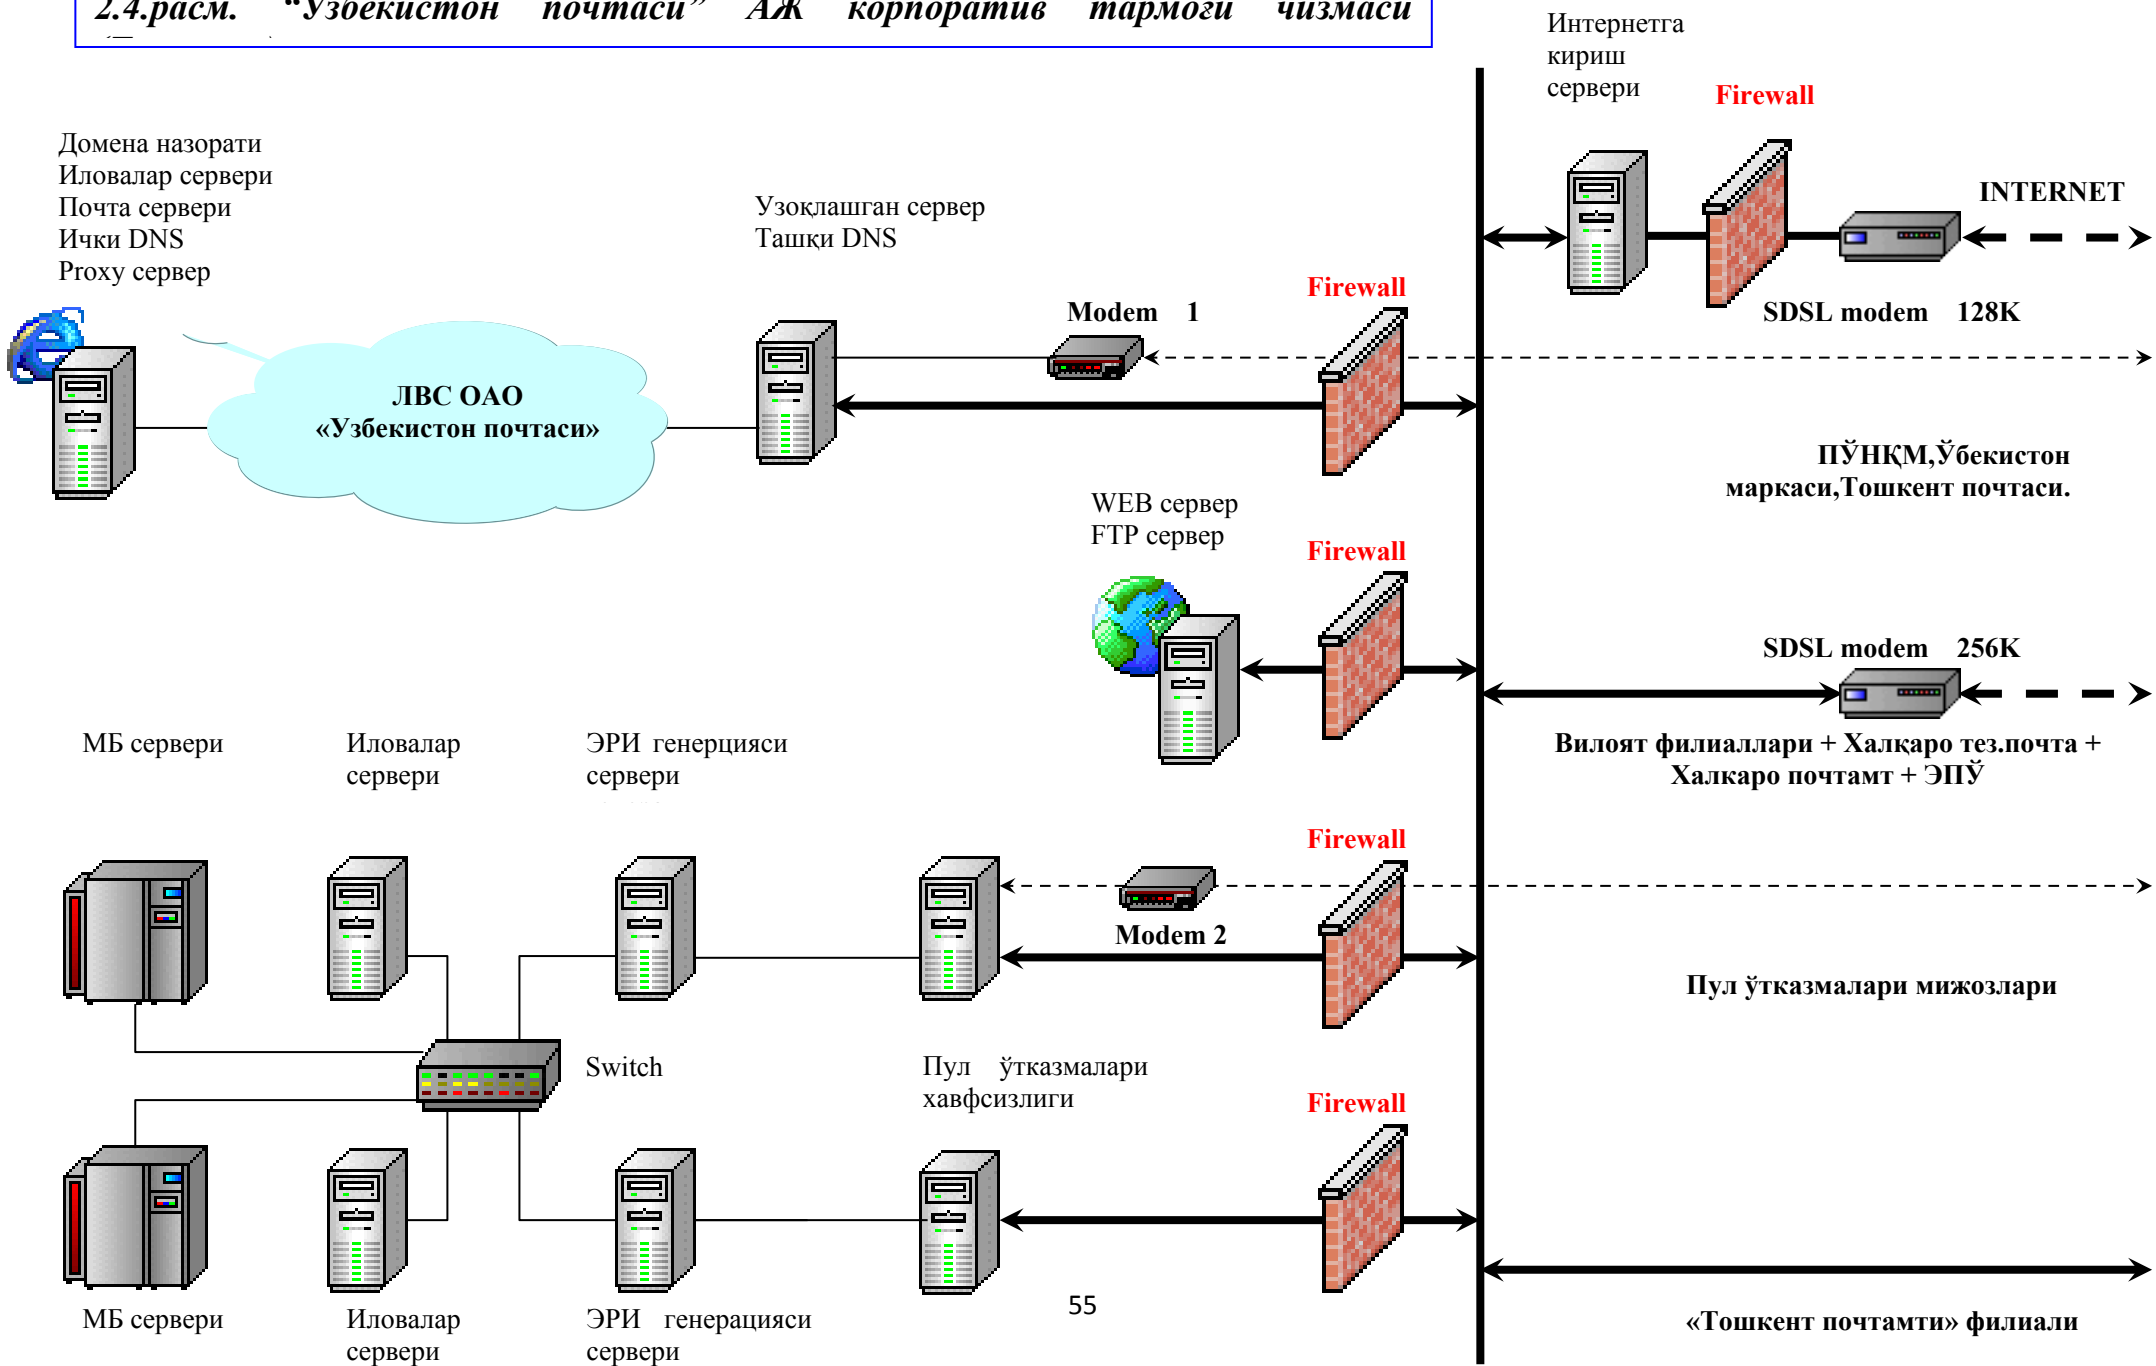 2.4.расм. “Узбекистон почтаси” АЖ корпоратив тармоғи чизмаси
Интернетга
кириш
сервери
Firewall
Домена назорати
Иловалар сервери
Почта сервери
Ички DNS
Proxy сервер
Узоқлашган сервер
Ташқи DNS
INTERNET
Firewall
Modem 1
SDSL modem 128K
ЛВС ОАО
«Узбекистон почтаси»
ПЎНҚМ,Ўбекистон
маркаси,Тошкент почтаси.
WEB сервер
FTP сервер
Firewall
SDSL modem 256K
МБ сервери
Иловалар
сервери
ЭРИ генерцияси
сервери
Вилоят филиаллари + Халқаро тез.почта +
Халкаро почтамт + ЭПЎ
Firewall
Modem 2
Пул ўтказмалари мижозлари
Switch
Пул ўтказмалари
хавфсизлиги
Firewall
МБ сервери
Иловалар
сервери
ЭРИ генерацияси
сервери
55
«Тошкент почтамти» филиали